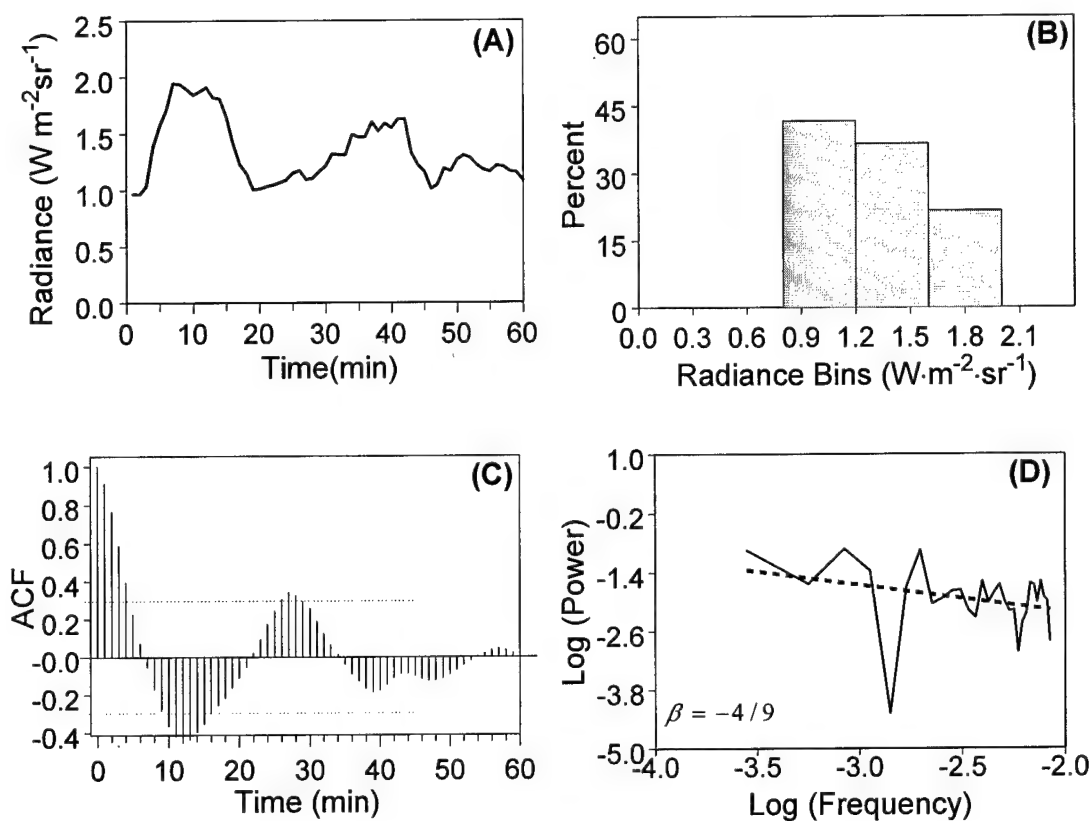 (A)
Radiance (W m⁻²sr⁻¹)
2.5
2.0
1.5
1.0
0.5
0.0
0 10 20 30 40 50 60
Time(min)
(B)
Percent
60
45
30
15
0
0.0 0.3 0.6 0.9 1.2 1.5 1.8 2.1
Radiance Bins (W·m⁻²·sr⁻¹)
(C)
ACF
1.0
0.8
0.6
0.4
0.2
-0.0
-0.2
-0.4
0 10 20 30 40 50 60
Time (min)
(D)
Log (Power)
1.0
-0.2
-1.4
-2.6
-3.8
-5.0
β = −4/9
-4.0 -3.5 -3.0 -2.5 -2.0
Log (Frequency)